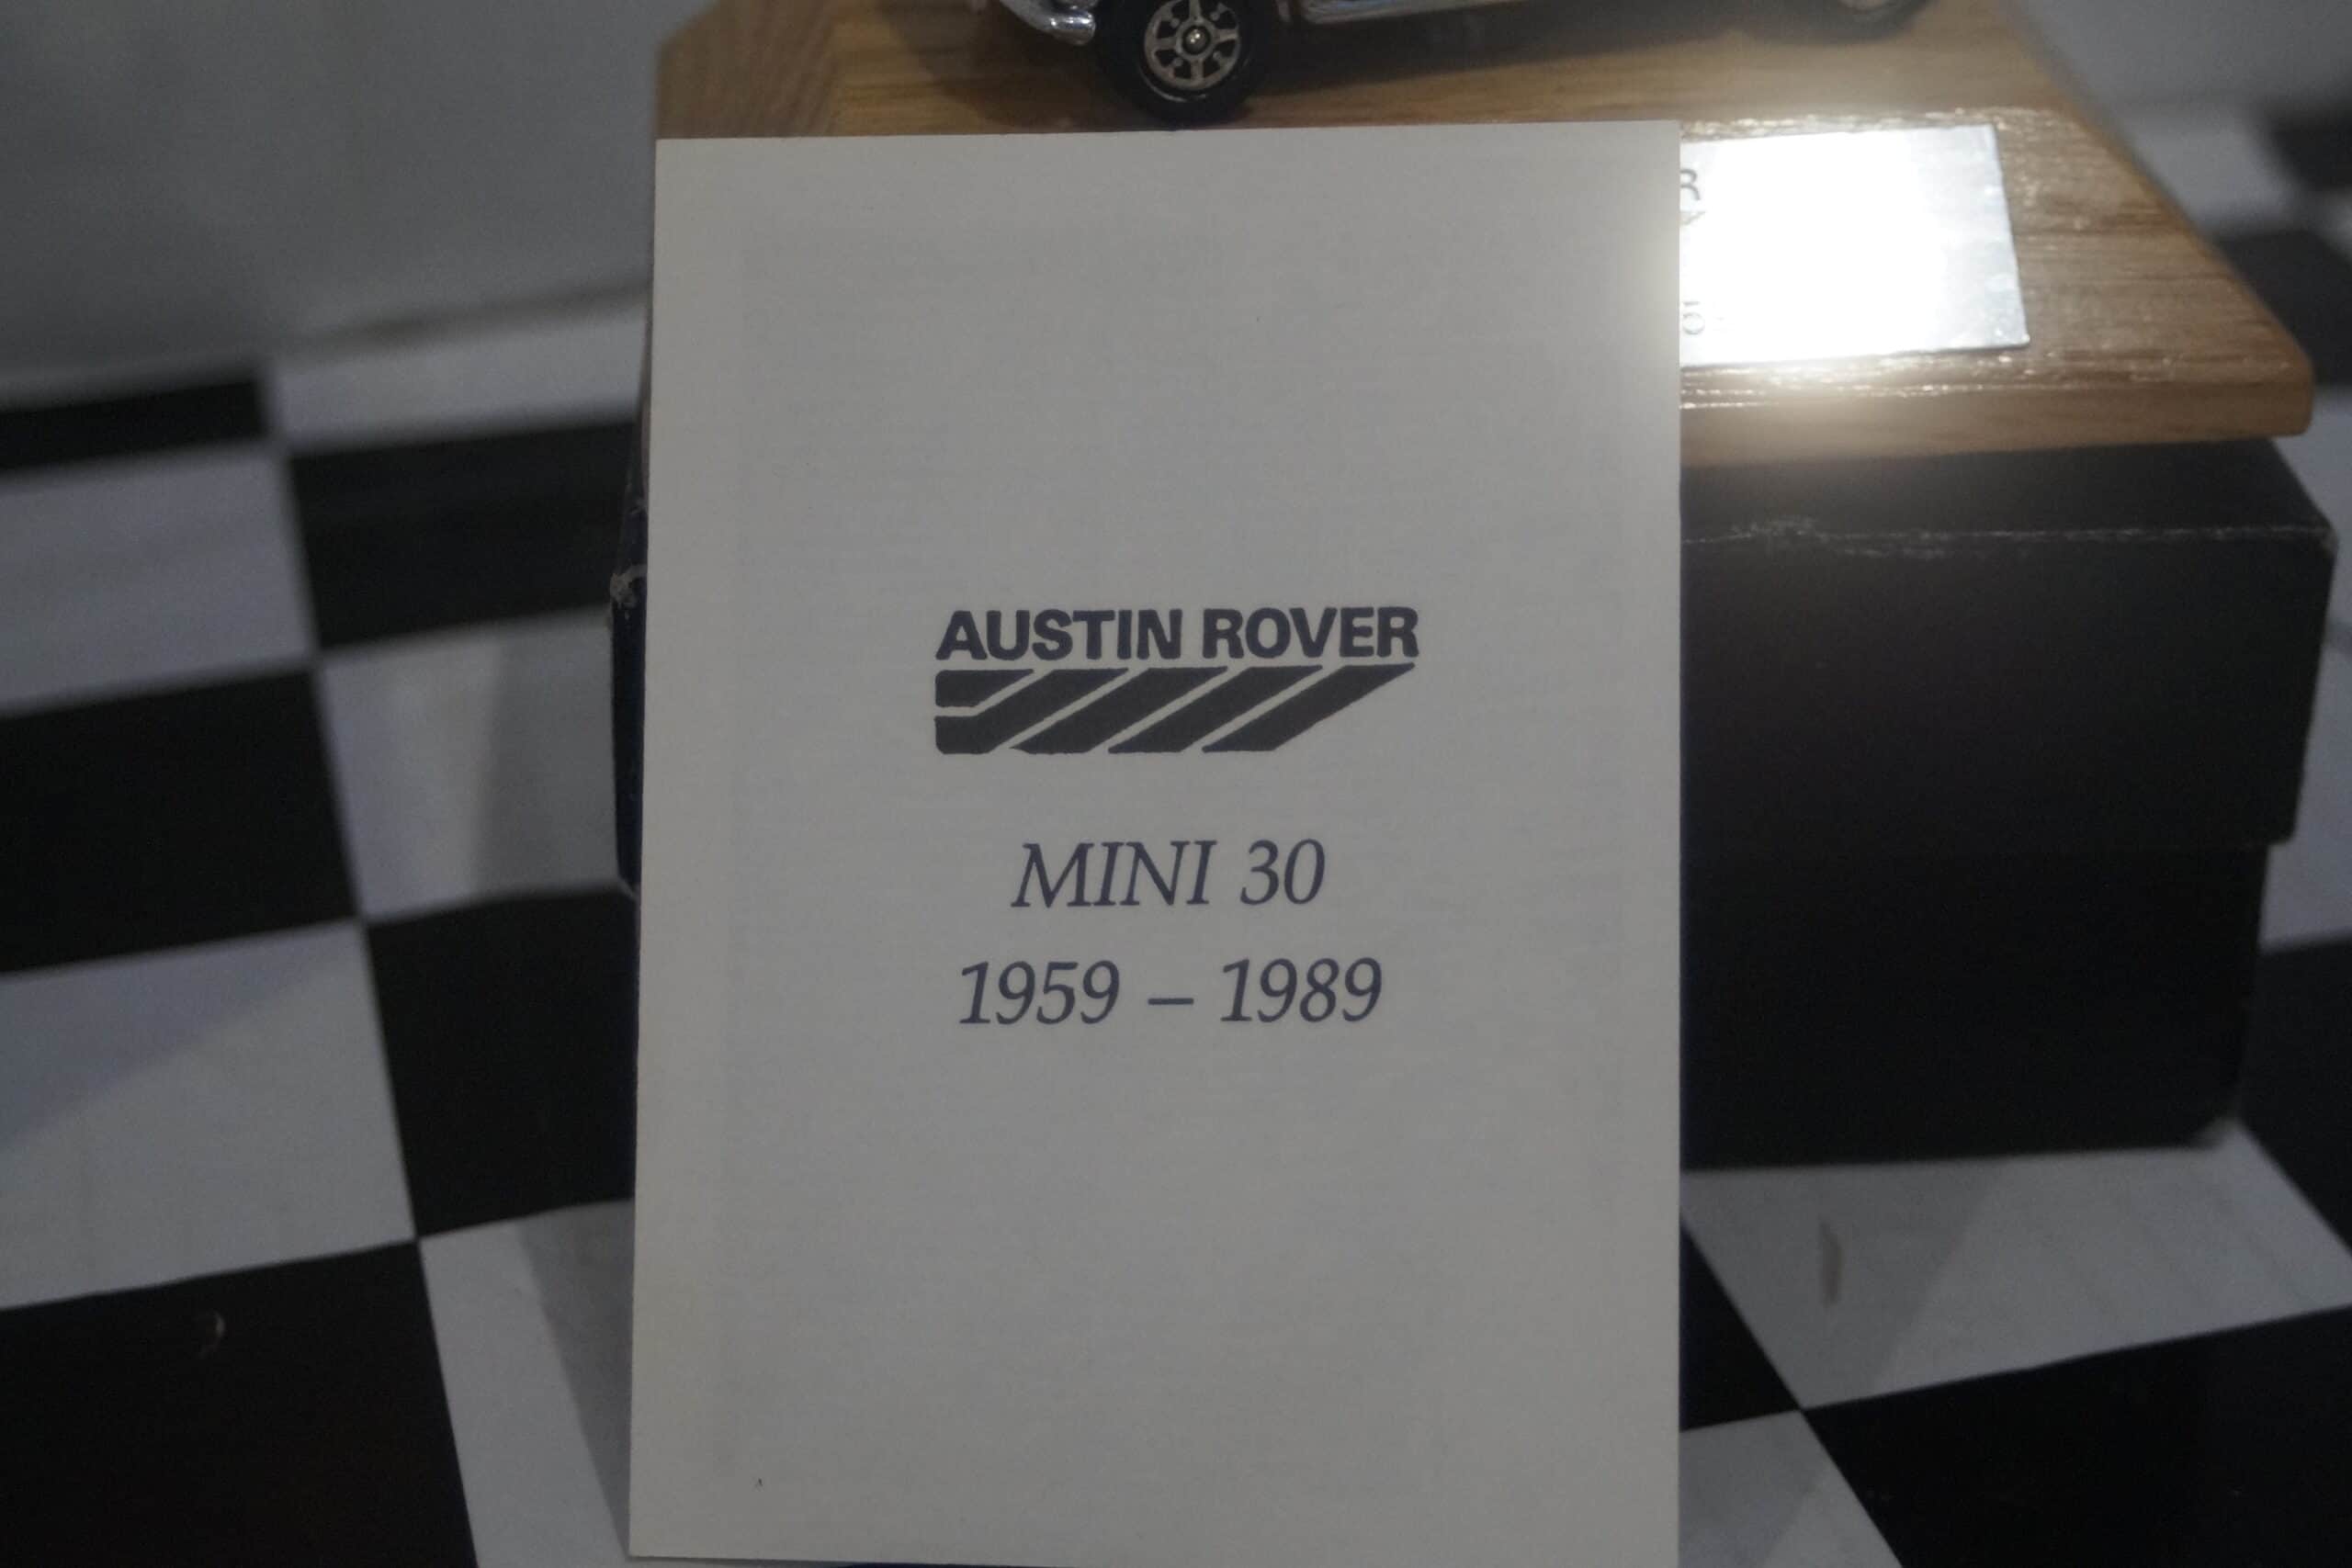 AUSTIN ROVER
MINI 30
1959 – 1989